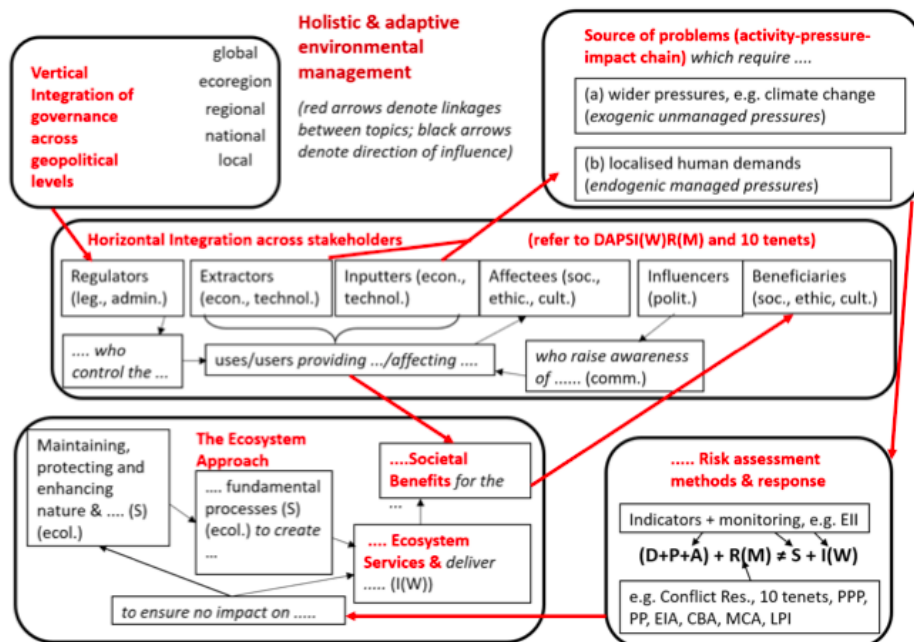 Vertical
Integration of
governance
across
geopolitical
levels
global
ecoregion
regional
national
local
Holistic & adaptive
environmental
management
(red arrows denote linkages
between topics; black arrows
denote direction of influence)
Source of problems (activity-pressure-
impact chain) which require ....
(a) wider pressures, e.g. climate change
(exogenic unmanaged pressures)
(b) localised human demands
(endogenic managed pressures)
Horizontal Integration across stakeholders
(refer to DAPSI(W)R(M) and 10 tenets)
Regulators
(leg., admin.)
Extractors
(econ., technol.)
Inputters (econ.,
technol.)
Affectees (soc.,
ethic., cult.)
Influencers
(polit.)
Beneficiaries
(soc., ethic, cult.)
.... who
control the ...
uses/users providing .../affecting ....
who raise awareness
of ...... (comm.)
Maintaining,
protecting and
enhancing
nature & .... (S)
(ecol.)
The Ecosystem
Approach
.... fundamental
processes (S)
(ecol.) to create
...
....Societal
Benefits for the
...
.... Ecosystem
Services & deliver
..... (I(W))
to ensure no impact on .....
..... Risk assessment
methods & response
Indicators + monitoring, e.g. EII
(D+P+A) + R(M) ≠ S + I(W)
e.g. Conflict Res., 10 tenets, PPP,
PP, EIA, CBA, MCA, LPI